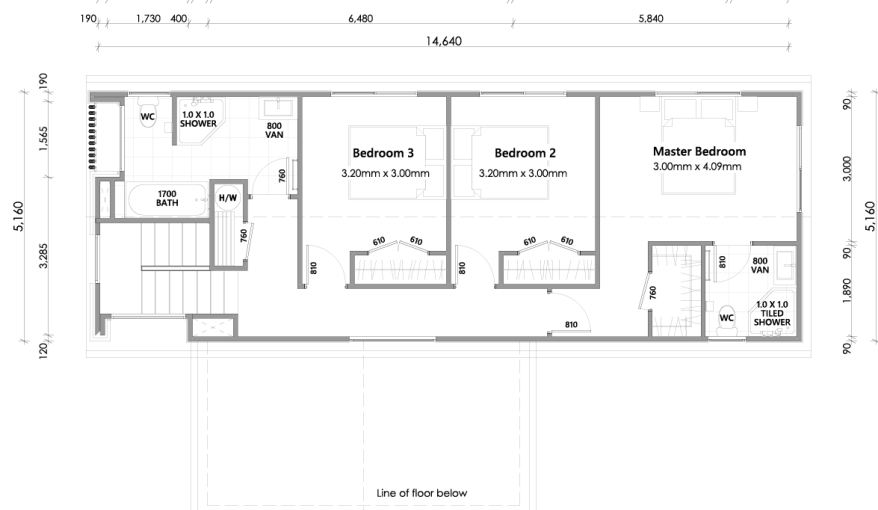 190
1,730
400
6,480
5,840
14,640
190
1,565
5,160
3,285
120
90
3,000
5,160
90
1,890
90
WC
1.0 X 1.0
SHOWER
800
VAN
760
1700
BATH
H/W
760
Bedroom 3
3.20mm x 3.00mm
Bedroom 2
3.20mm x 3.00mm
Master Bedroom
3.00mm x 4.09mm
610
610
610
610
810
810
810
760
810
800
VAN
WC
1.0 X 1.0
TILED
SHOWER
Line of floor below